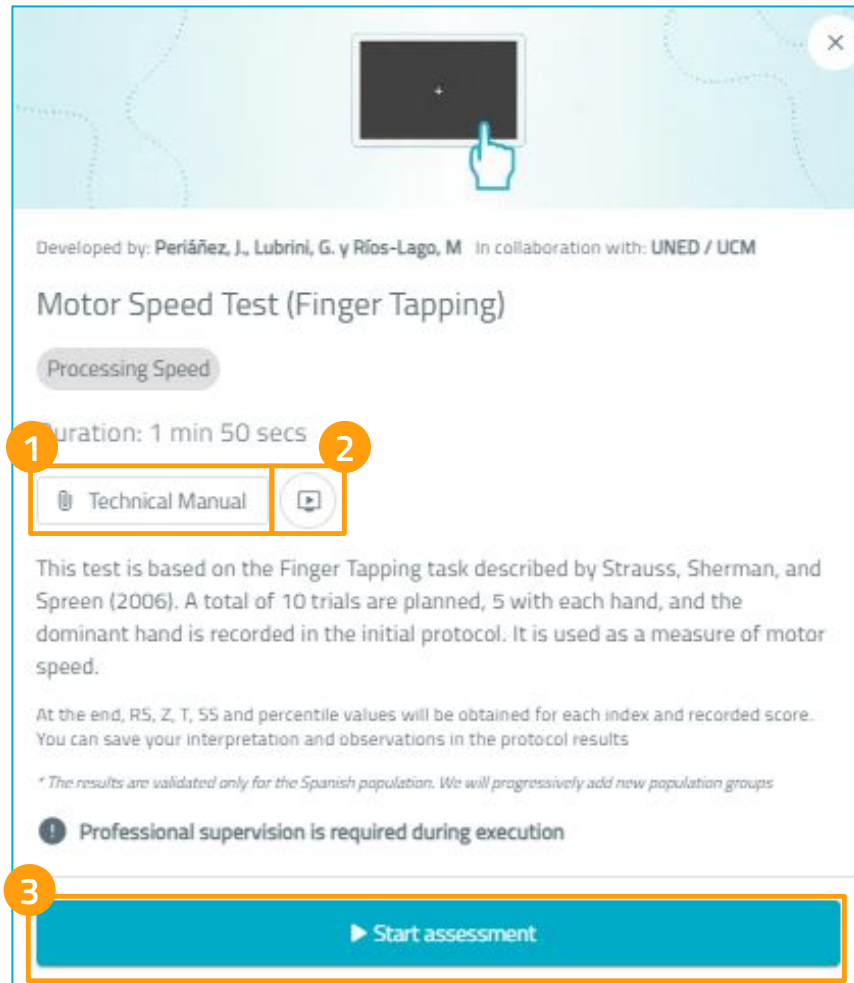 Developed by: Periáñez, J., Lubrini, G. y Ríos-Lago, M In collaboration with: UNED / UCM
Motor Speed Test (Finger Tapping)
Processing Speed
Duration: 1 min 50 secs
1
2
Technical Manual
This test is based on the Finger Tapping task described by Strauss, Sherman, and
Spreen (2006). A total of 10 trials are planned, 5 with each hand, and the
dominant hand is recorded in the initial protocol. It is used as a measure of motor
speed.
At the end, RS, Z, T, SS and percentile values will be obtained for each index and recorded score.
You can save your interpretation and observations in the protocol results
* The results are validated only for the Spanish population. We will progressively add new population groups
Professional supervision is required during execution
3
Start assessment